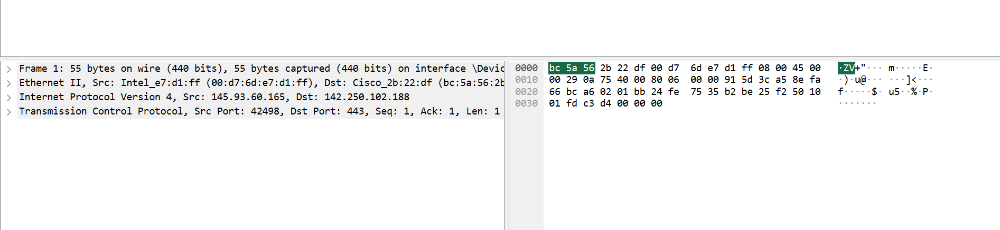 Frame 1: 55 bytes on wire (440 bits), 55 bytes captured (440 bits) on interface \Devic
Ethernet II, Src: Intel_e7:d1:ff (00:d7:6d:e7:d1:ff), Dst: Cisco_2b:22:df (bc:5a:56:2b
Internet Protocol Version 4, Src: 145.93.60.165, Dst: 142.250.102.188
Transmission Control Protocol, Src Port: 42498, Dst Port: 443, Seq: 1, Ack: 1, Len: 1
0000 bc 5a 56 2b 22 df 00 d7 6d e7 d1 ff 08 00 45 00 ·ZV+"··· m·····E·
0010 00 29 0a 75 40 00 80 06 00 00 91 5d 3c a5 8e fa ·)·u@··· ···]<···
0020 66 bc a6 02 01 bb 24 fe 75 35 b2 be 25 f2 50 10 f·····$· u5··%·P·
0030 01 fd c3 d4 00 00 00 ·······